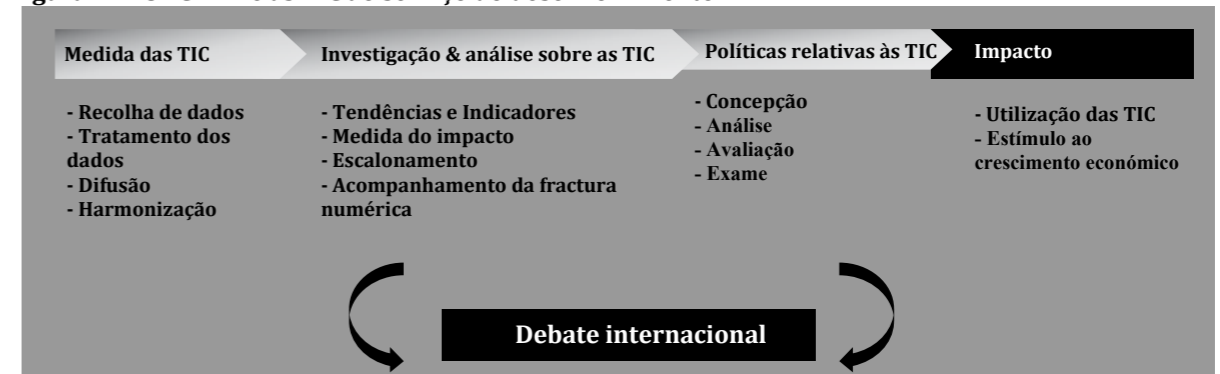 Medida das TIC
Investigação & análise sobre as TIC
Políticas relativas às TIC
Impacto
- Recolha de dados
- Tratamento dos
dados
- Difusão
- Harmonização
- Tendências e Indicadores
- Medida do impacto
- Escalonamento
- Acompanhamento da fractura
numérica
- Concepção
- Análise
- Avaliação
- Exame
- Utilização das TIC
- Estímulo ao
crescimento económico
Debate internacional